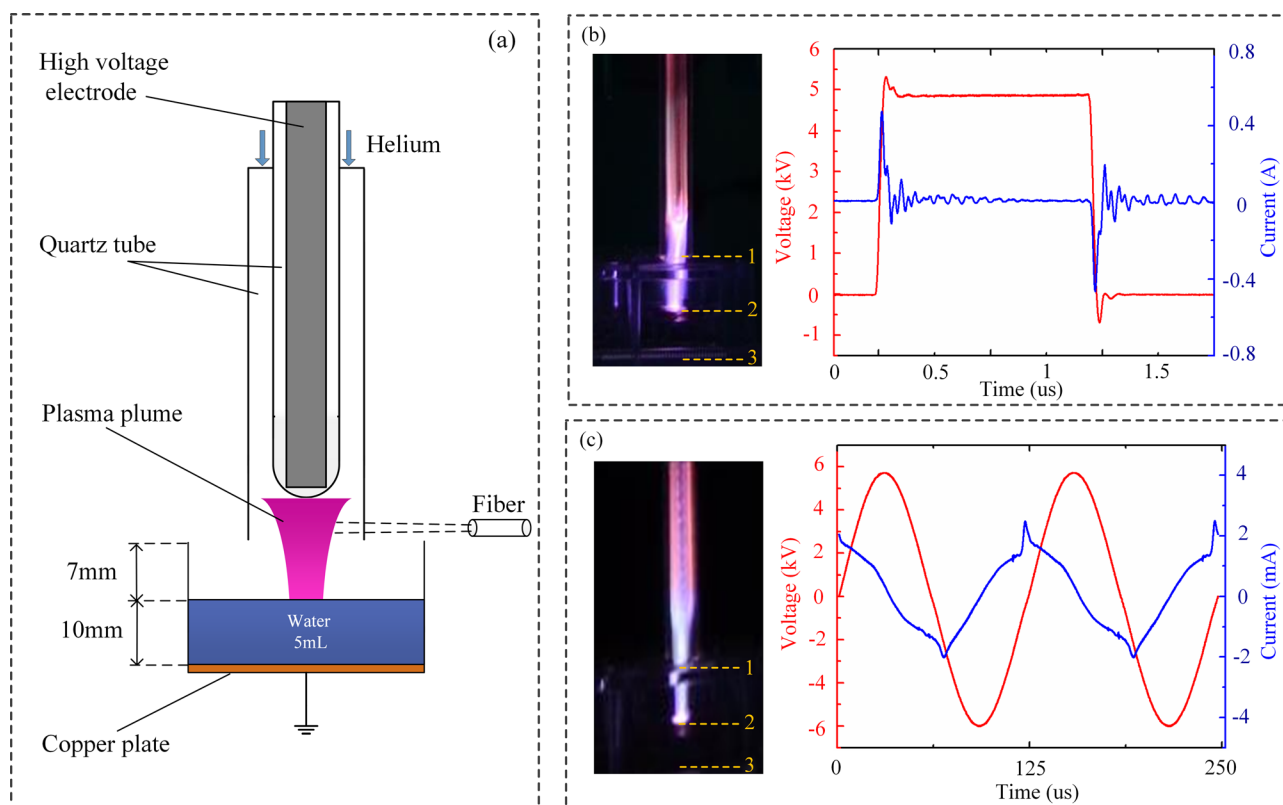 (a)
High voltage
electrode
Helium
Quartz tube
Plasma plume
Fiber
7mm
10mm
Water
5mL
Copper plate
(b)
1
2
3
6
5
4
3
2
1
0
-1
Voltage (kV)
0.8
0.4
0
-0.4
-0.8
Current (A)
0
0.5
1
1.5
Time (us)
(c)
1
2
3
6
4
2
0
-2
-4
-6
Voltage (kV)
4
2
0
-2
-4
Current (mA)
0
125
250
Time (us)